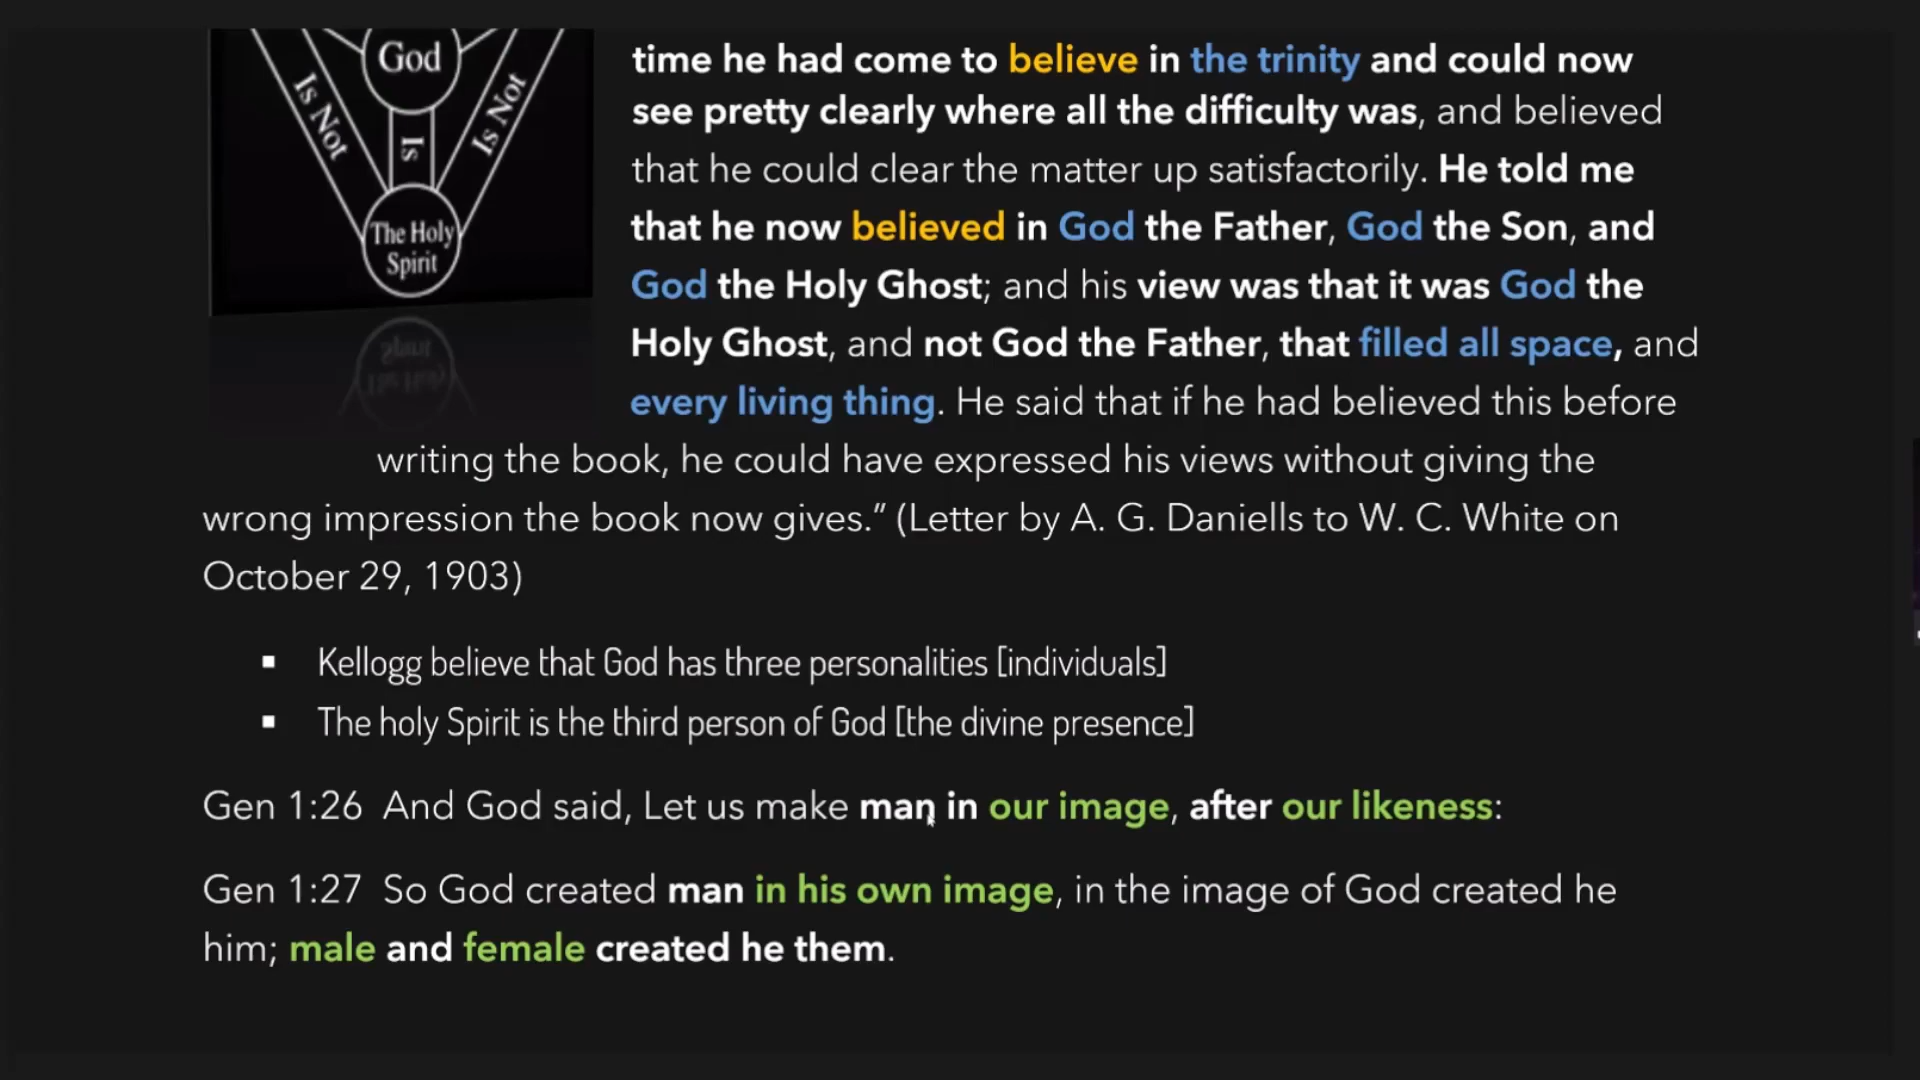 God
Is Not
Is
Is Not
The Holy
Spirit
time he had come to believe in the trinity and could now
see pretty clearly where all the difficulty was, and believed
that he could clear the matter up satisfactorily. He told me
that he now believed in God the Father, God the Son, and
God the Holy Ghost; and his view was that it was God the
Holy Ghost, and not God the Father, that filled all space, and
every living thing. He said that if he had believed this before
writing the book, he could have expressed his views without giving the
wrong impression the book now gives.” (Letter by A. G. Daniells to W. C. White on
October 29, 1903)
▪ Kellogg believe that God has three personalities [individuals]
▪ The holy Spirit is the third person of God [the divine presence]
Gen 1:26 And God said, Let us make man in our image, after our likeness:
Gen 1:27 So God created man in his own image, in the image of God created he
him; male and female created he them.